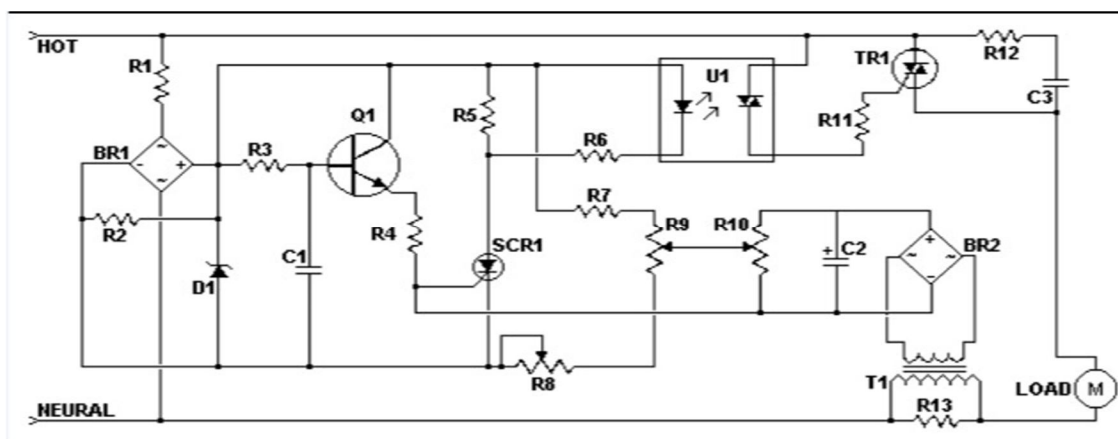 HOT
R1
Q1
R5
U1
TR1
R12
C3
R11
BR1
- ~ + ~
R3
R6
R2
R4
SCR1
R7
R9
R10
+
C2
+ ~ ~ -
BR2
D1
C1
R8
T1
LOAD
M
NEURAL
R13